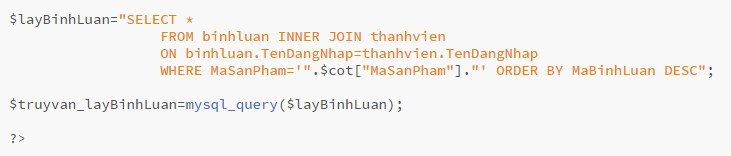 $layBinhLuan="SELECT *
FROM binhluan INNER JOIN thanhvien
ON binhluan.TenDangNhap=thanhvien.TenDangNhap
WHERE MaSanPham='".$cot["MaSanPham"]."' ORDER BY MaBinhLuan DESC";
$truyvan_layBinhLuan=mysql_query($layBinhLuan);
?>